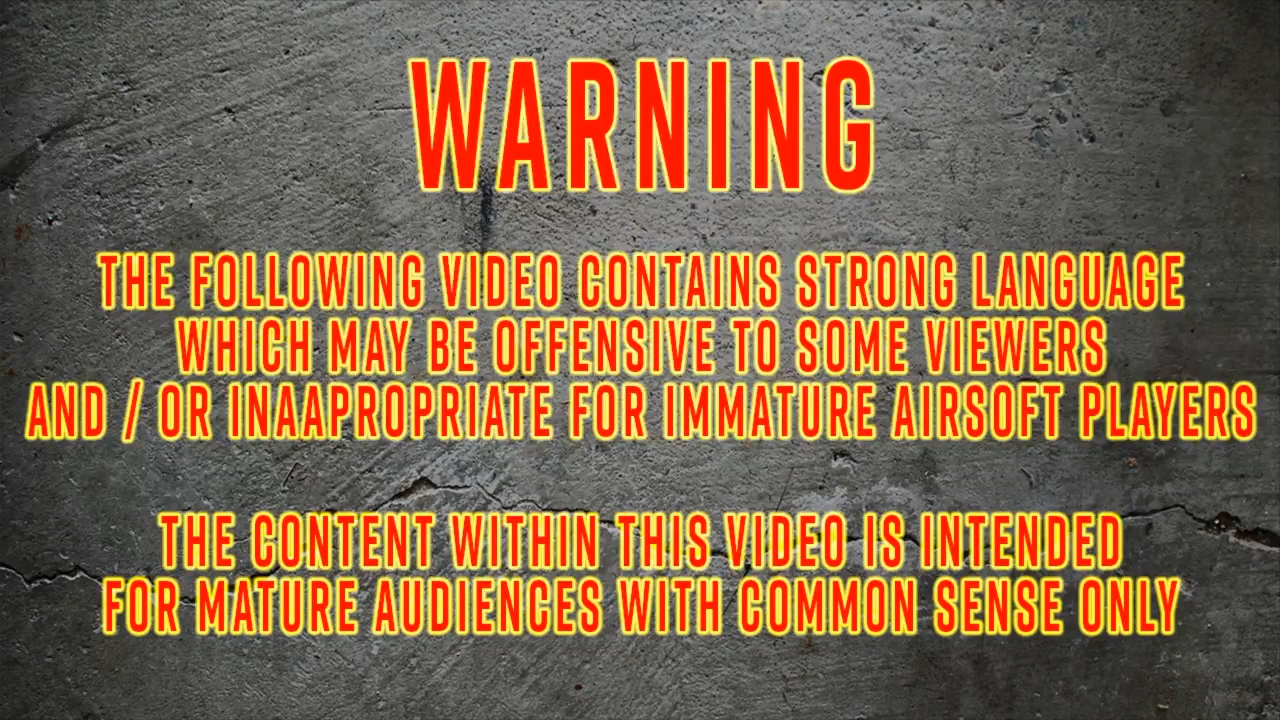 WARNING
THE FOLLOWING VIDEO CONTAINS STRONG LANGUAGE
WHICH MAY BE OFFENSIVE TO SOME VIEWERS
AND / OR INAAPROPRIATE FOR IMMATURE AIRSOFT PLAYERS
THE CONTENT WITHIN THIS VIDEO IS INTENDED
FOR MATURE AUDIENCES WITH COMMON SENSE ONLY